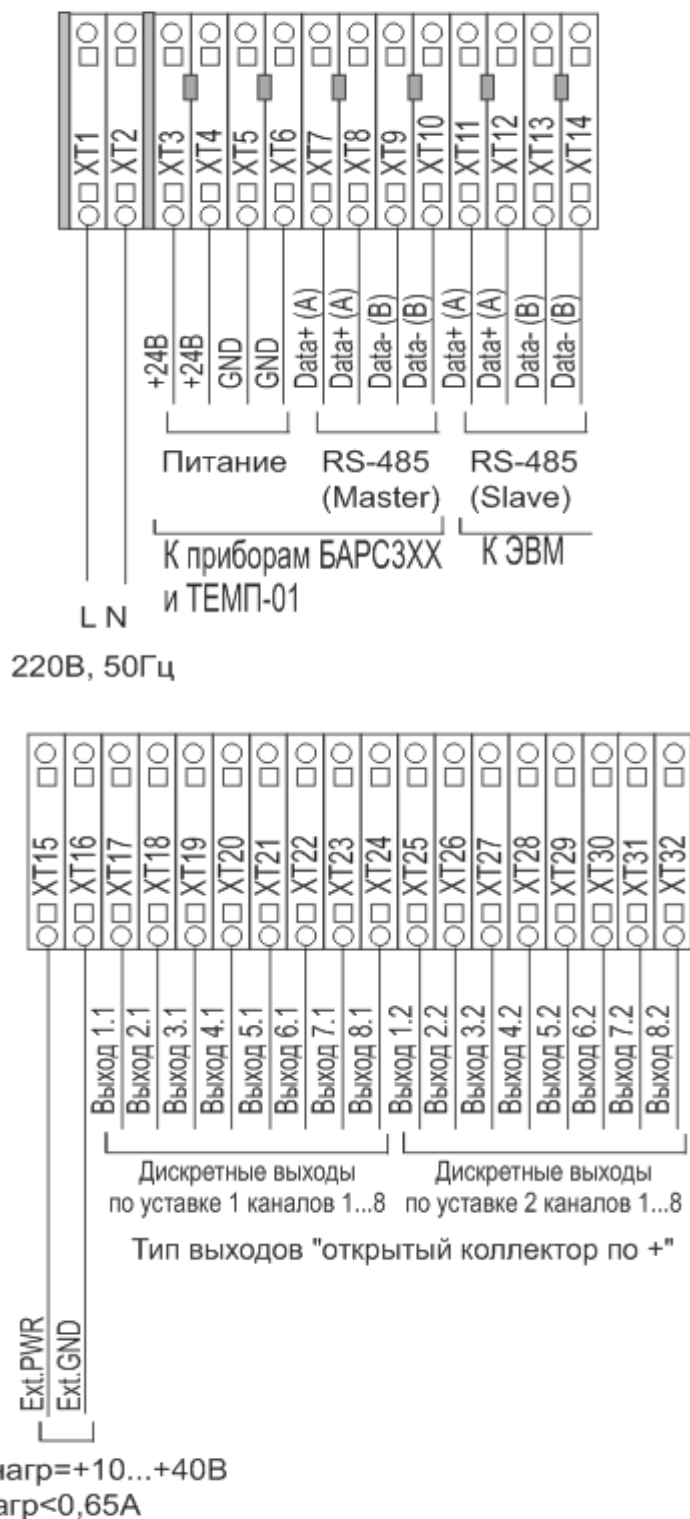 XT1 XT2 XT3 XT4 XT5 XT6 XT7 XT8 XT9 XT10 XT11 XT12 XT13 XT14
+24В +24В GND GND Data+ (A) Data+ (A) Data- (B) Data- (B) Data+ (A) Data+ (A) Data- (B) Data- (B)
Питание RS-485 (Master) RS-485 (Slave)
К приборам БАРС3ХХ и ТЕМП-01 К ЭВМ
L N
220В, 50Гц
XT15 XT16 XT17 XT18 XT19 XT20 XT21 XT22 XT23 XT24 XT25 XT26 XT27 XT28 XT29 XT30 XT31 XT32
Выход 1.1 Выход 2.1 Выход 3.1 Выход 4.1 Выход 5.1 Выход 6.1 Выход 7.1 Выход 8.1 Выход 1.2 Выход 2.2 Выход 3.2 Выход 4.2 Выход 5.2 Выход 6.2 Выход 7.2 Выход 8.2
Дискретные выходы Дискретные выходы
по уставке 1 каналов 1...8 по уставке 2 каналов 1...8
Тип выходов "открытый коллектор по +"
Ext.PWR Ext.GND
нагр=+10...+40В
агр<0,65А